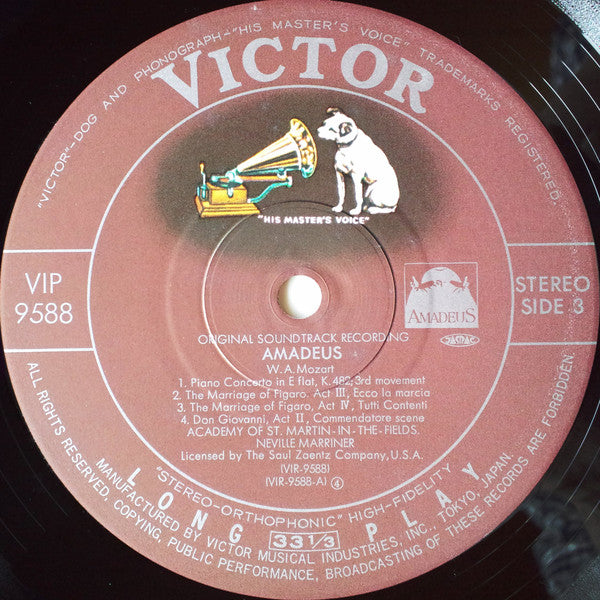 "VICTOR"–DOG AND PHONOGRAPH–"HIS MASTER'S VOICE" TRADEMARKS REGISTERED.
VICTOR
"HIS MASTER'S VOICE"
VIP
9588
AMADEUS
JASRAC
STEREO
SIDE 3
ORIGINAL SOUNDTRACK RECORDING
AMADEUS
W.A.Mozart
1. Piano Concerto in E flat, K.482, 3rd movement
2. The Marriage of Figaro. Act III, Ecco la marcia
3. The Marriage of Figaro. Act IV, Tutti Contenti
4. Don Giovanni, Act II, Commendatore scene
ACADEMY OF ST. MARTIN-IN-THE-FIELDS.
NEVILLE MARRINER
Licensed by The Saul Zaentz Company, U.S.A.
(VIR-9588)
(VIR-9588-A) ④
"STEREO-ORTHOPHONIC" HIGH-FIDELITY
LONG 33 1/3 PLAY
MANUFACTURED BY VICTOR MUSICAL INDUSTRIES, INC., TOKYO, JAPAN.
ALL RIGHTS RESERVED. COPYING, PUBLIC PERFORMANCE, BROADCASTING OF THESE RECORDS ARE FORBIDDEN.